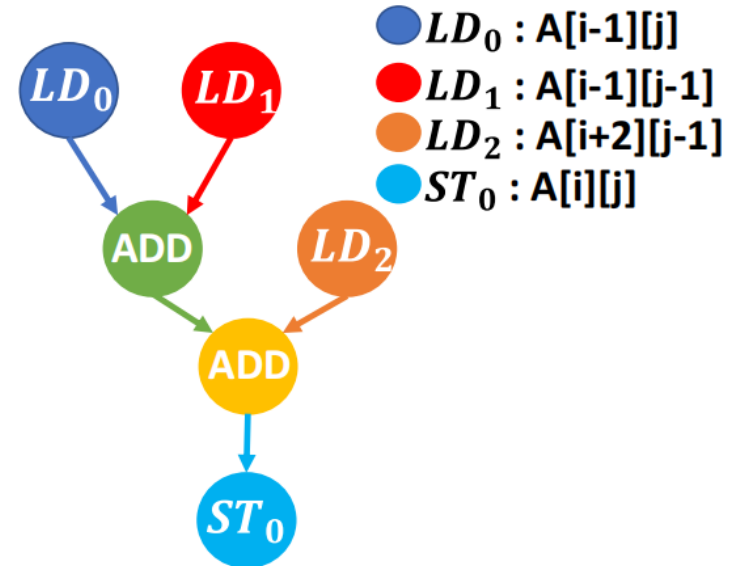 LD₀ : A[i-1][j]
LD₁ : A[i-1][j-1]
LD₂ : A[i+2][j-1]
ST₀ : A[i][j]
LD₀
LD₁
ADD
LD₂
ADD
ST₀